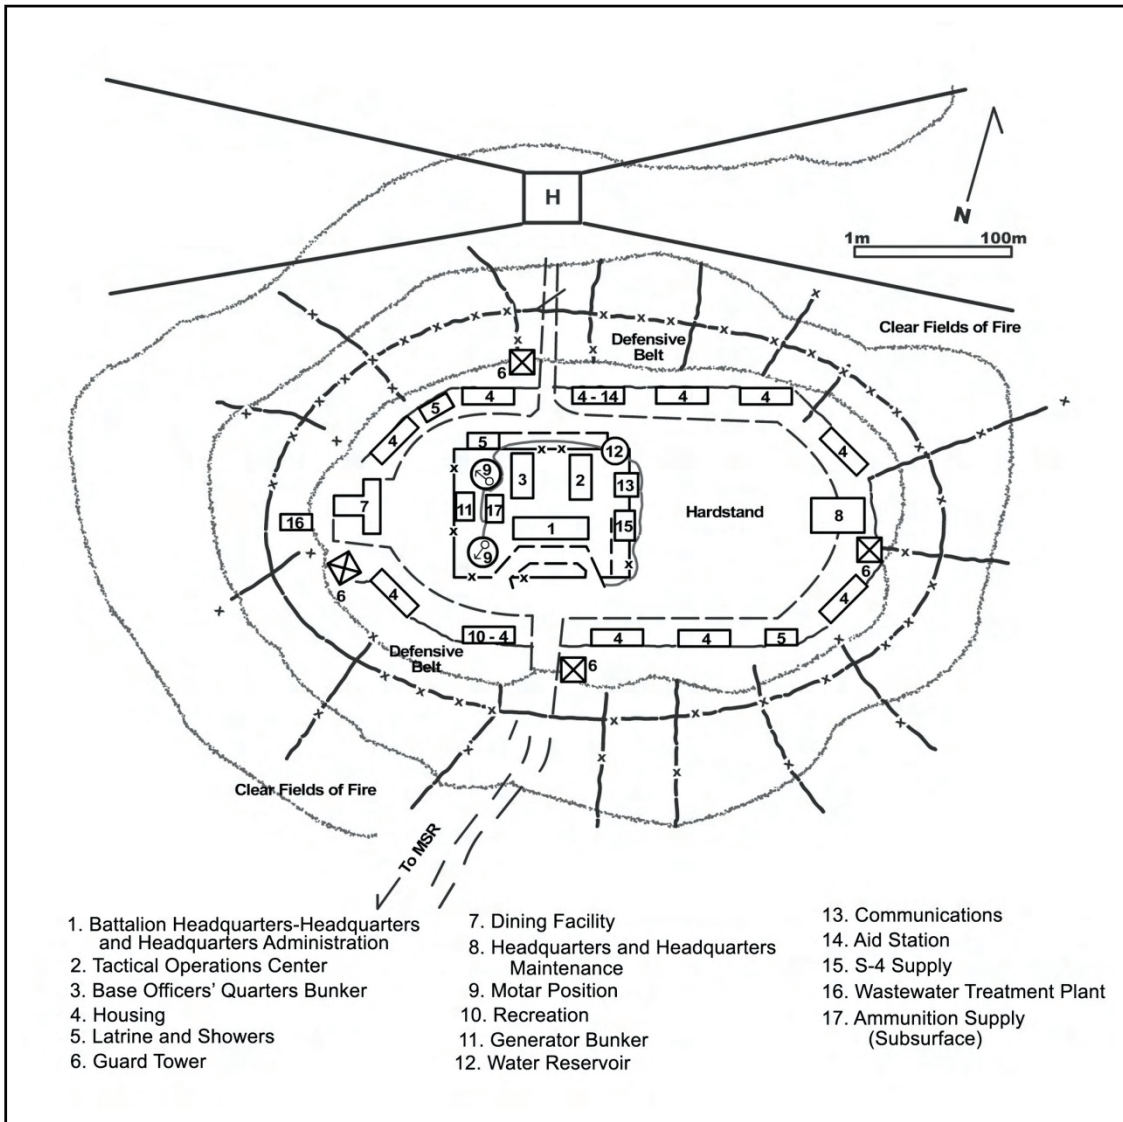 H
N
1m 100m
Clear Fields of Fire
Defensive
Belt
6
4
4 - 14
4
4
5
4
5
12
4
9
3
2
13
7
11
17
Hardstand
8
16
1
15
9
6
6
4
4
10 - 4
4
4
5
Defensive
Belt
6
Clear Fields of Fire
To MSR
1. Battalion Headquarters-Headquarters
and Headquarters Administration
2. Tactical Operations Center
3. Base Officers' Quarters Bunker
4. Housing
5. Latrine and Showers
6. Guard Tower
7. Dining Facility
8. Headquarters and Headquarters
Maintenance
9. Motar Position
10. Recreation
11. Generator Bunker
12. Water Reservoir
13. Communications
14. Aid Station
15. S-4 Supply
16. Wastewater Treatment Plant
17. Ammunition Supply
(Subsurface)